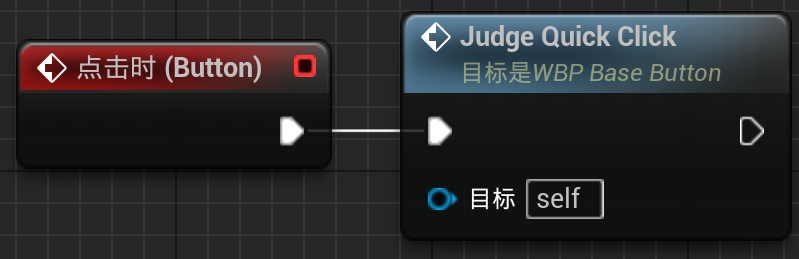 点击时 (Button)
Judge Quick Click
目标是WBP Base Button
目标 self